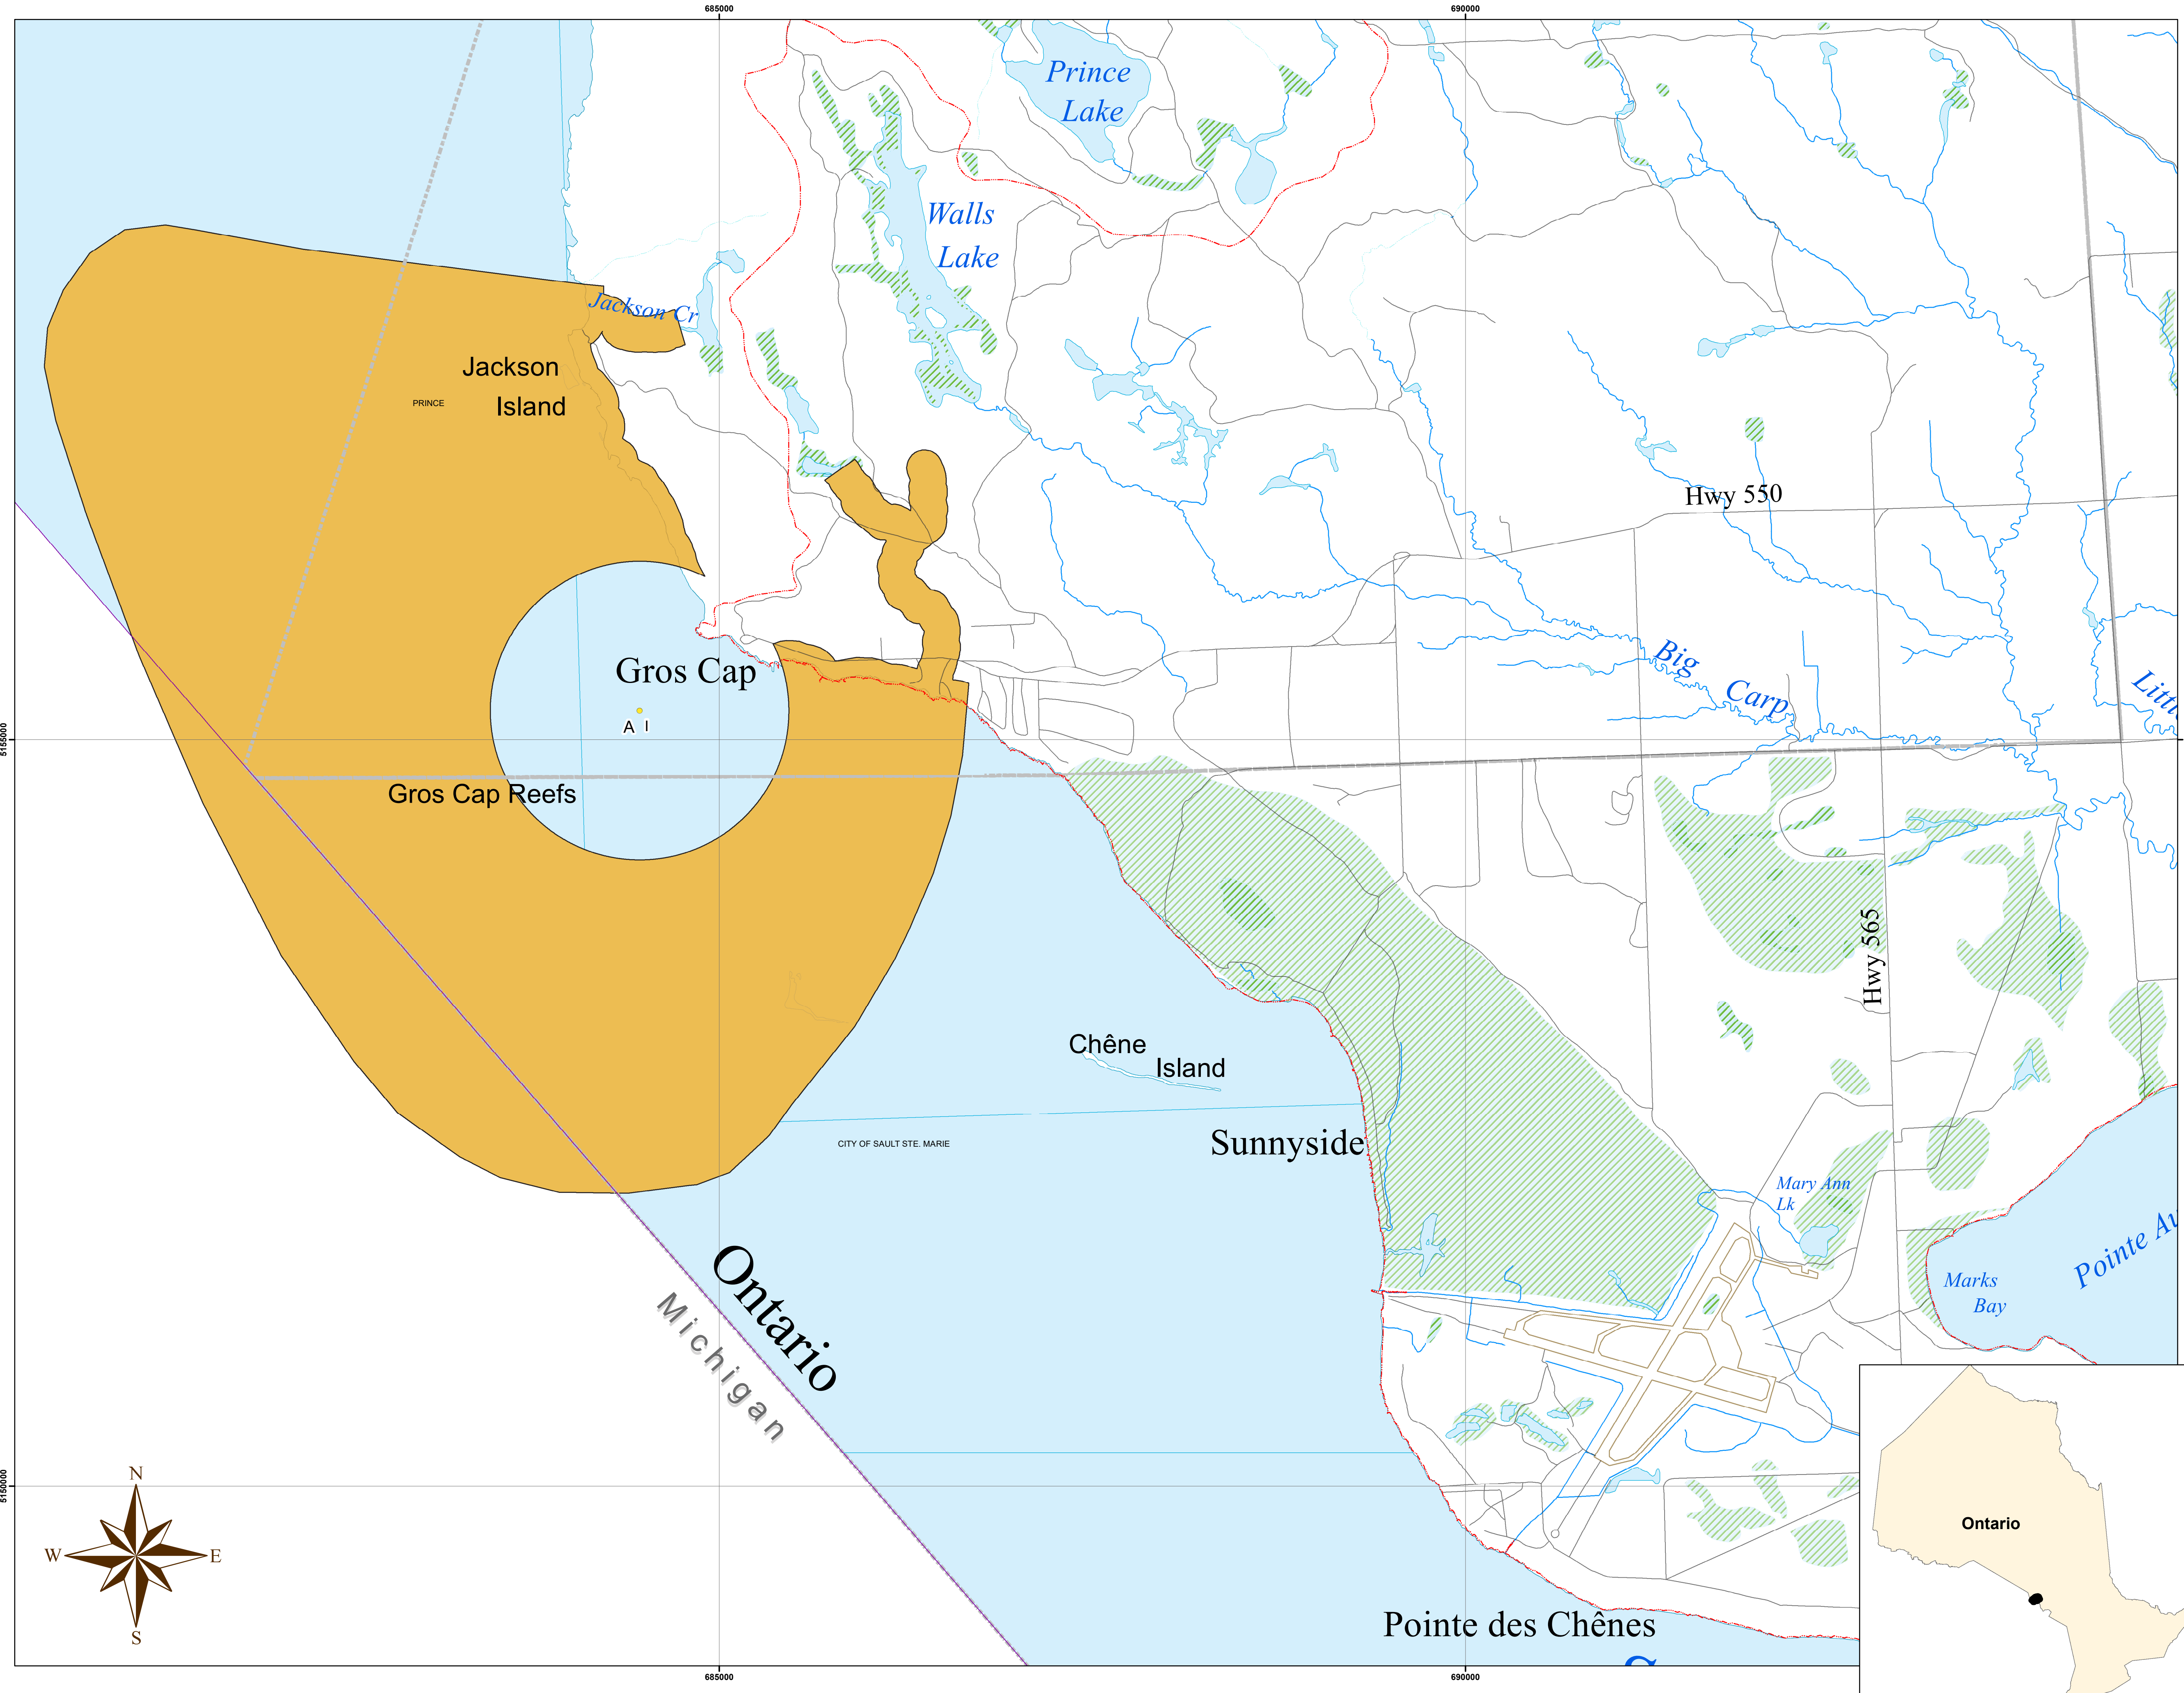 685000
690000
Prince
Lake
Walls
Lake
Jackson Cr
Jackson
Island
PRINCE
Hwy 550
Gros Cap
A I
Big
Carp
5155000
Gros Cap Reefs
Hwy 565
Chêne
Island
CITY OF SAULT STE. MARIE
Sunnyside
Mary Ann
Lk
Marks
Bay
Ontario
Michigan
N
W
E
S
5150000
Ontario
Pointe des Chênes
685000
690000